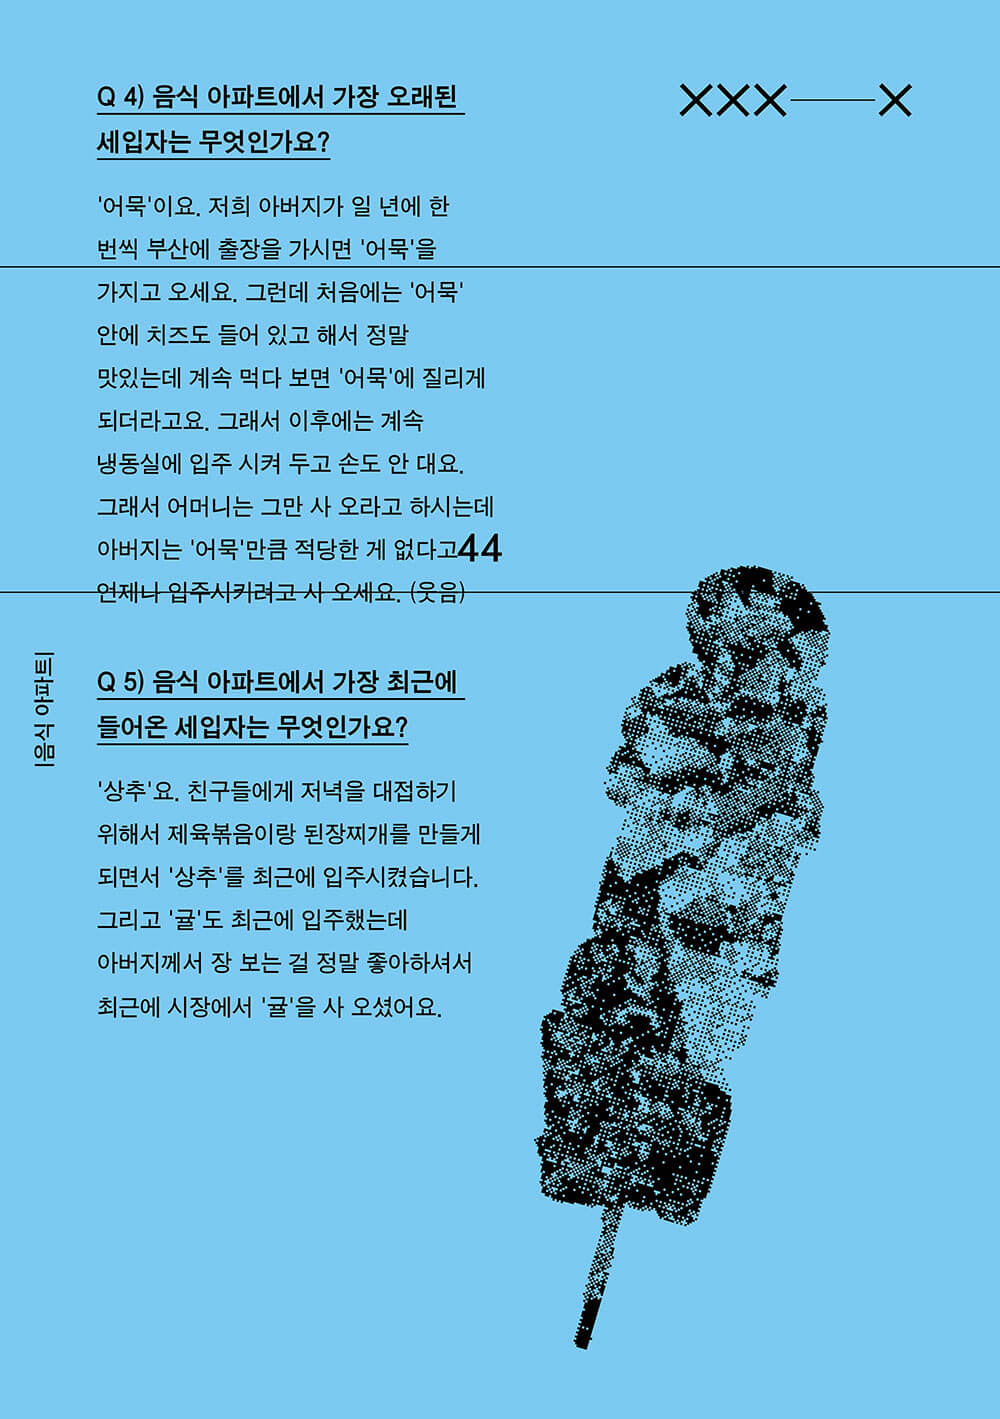 Q 4) 음식 아파트에서 가장 오래된
세입자는 무엇인가요?
×××—×
'어묵'이요. 저희 아버지가 일 년에 한
번씩 부산에 출장을 가시면 '어묵'을
가지고 오세요. 그런데 처음에는 '어묵'
안에 치즈도 들어 있고 해서 정말
맛있는데 계속 먹다 보면 '어묵'에 질리게
되더라고요. 그래서 이후에는 계속
냉동실에 입주 시켜 두고 손도 안 대요.
그래서 어머니는 그만 사 오라고 하시는데
아버지는 '어묵'만큼 적당한 게 없다고
44
언제나 입주시키려고 사 오세요. (웃음)
|음식 아파트|
Q 5) 음식 아파트에서 가장 최근에
들어온 세입자는 무엇인가요?
'상추'요. 친구들에게 저녁을 대접하기
위해서 제육볶음이랑 된장찌개를 만들게
되면서 '상추'를 최근에 입주시켰습니다.
그리고 '귤'도 최근에 입주했는데
아버지께서 장 보는 걸 정말 좋아하셔서
최근에 시장에서 '귤'을 사 오셨어요.